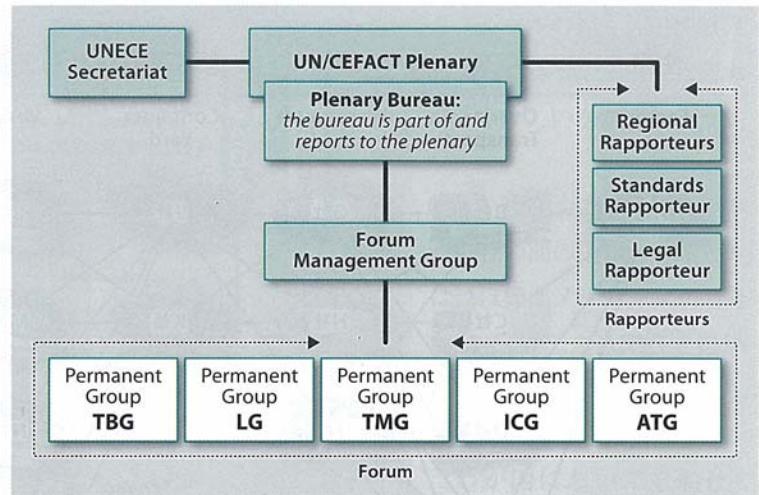 UNECE
Secretariat
UN/CEFACT Plenary
Plenary Bureau:
the bureau is part of and
reports to the plenary
Regional
Rapporteurs
Standards
Rapporteur
Legal
Rapporteur
Rapporteurs
Forum
Management Group
Permanent
Group
TBG
Permanent
Group
LG
Permanent
Group
TMG
Permanent
Group
ICG
Permanent
Group
ATG
Forum